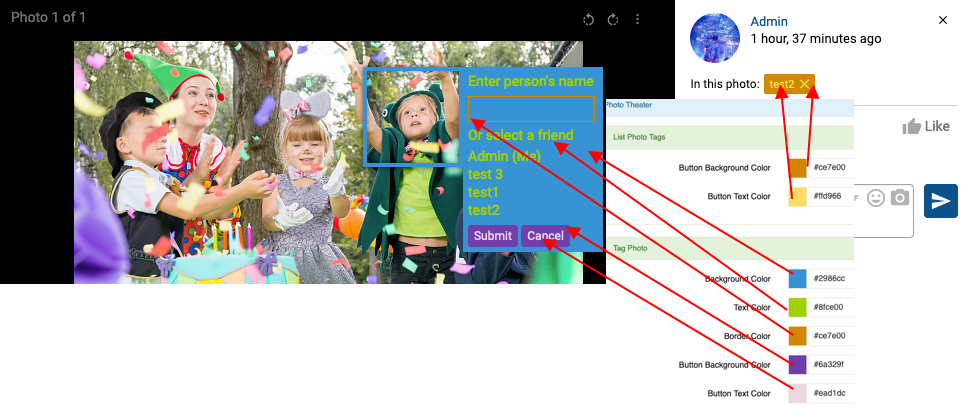 Photo 1 of 1
Admin
1 hour, 37 minutes ago
In this photo: test2
Enter person's name
Or select a friend
Admin (Me)
test 3
test1
test2
Submit Cancel
Photo Theater
List Photo Tags
Button Background Color #ce7e00
Button Text Color #ffd966
Like
Tag Photo
Background Color #2986cc
Text Color #8fce00
Border Color #ce7e00
Button Background Color #6a329f
Button Text Color #ead1dc